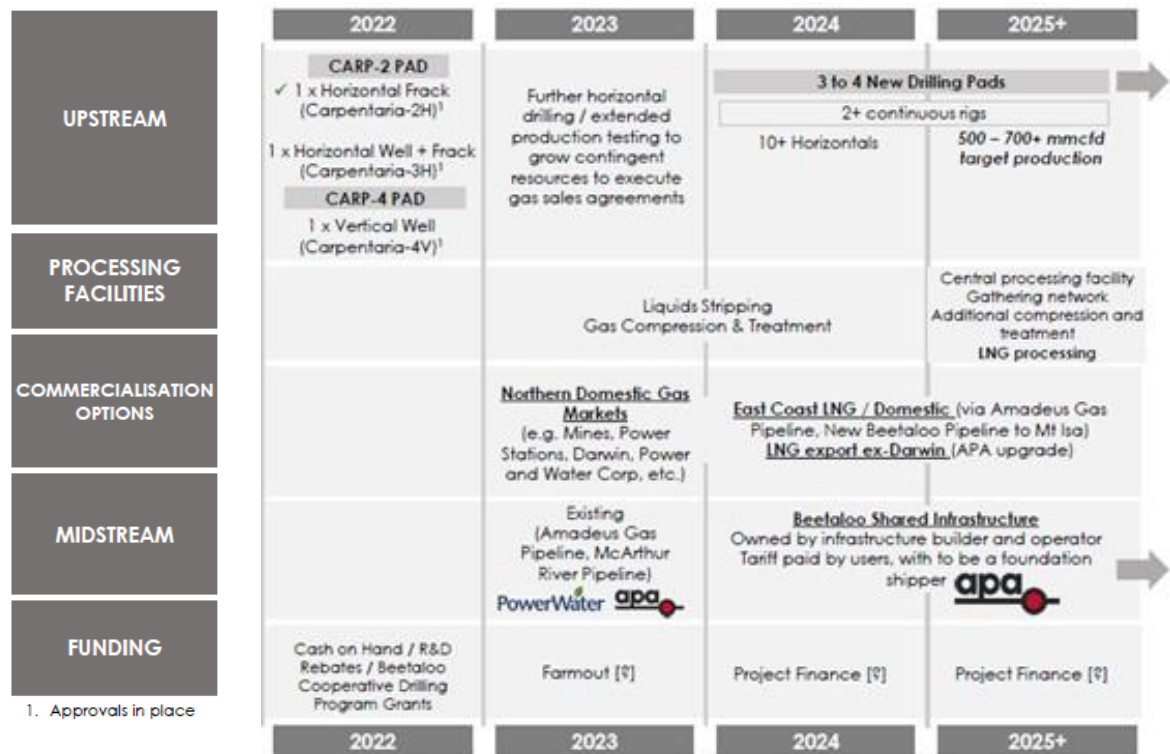 2022
2023
2024
2025+
UPSTREAM
CARP-2 PAD
✓ 1 x Horizontal Frack
(Carpentaria-2H)¹
1 x Horizontal Well + Frack
(Carpentaria-3H)¹
CARP-4 PAD
1 x Vertical Well
(Carpentaria-4V)¹
Further horizontal
drilling / extended
production testing to
grow contingent
resources to execute
gas sales agreements
3 to 4 New Drilling Pads
2+ continuous rigs
10+ Horizontals
500 – 700+ mmcfd
target production
PROCESSING
FACILITIES
Liquids Stripping
Gas Compression & Treatment
Central processing facility
Gathering network
Additional compression and
treatment
LNG processing
COMMERCIALISATION
OPTIONS
Northern Domestic Gas
Markets
(e.g. Mines, Power
Stations, Darwin, Power
and Water Corp, etc.)
East Coast LNG / Domestic (via Amadeus Gas
Pipeline, New Beetaloo Pipeline to Mt Isa)
LNG export ex-Darwin (APA upgrade)
MIDSTREAM
Existing
(Amadeus Gas
Pipeline, McArthur
River Pipeline)
PowerWater apa
Beetaloo Shared Infrastructure
Owned by infrastructure builder and operator
Tariff paid by users, with to be a foundation
shipper apa
FUNDING
Cash on Hand / R&D
Rebates / Beetaloo
Cooperative Drilling
Program Grants
Farmout [?]
Project Finance [?]
Project Finance [?]
1. Approvals in place
2022
2023
2024
2025+